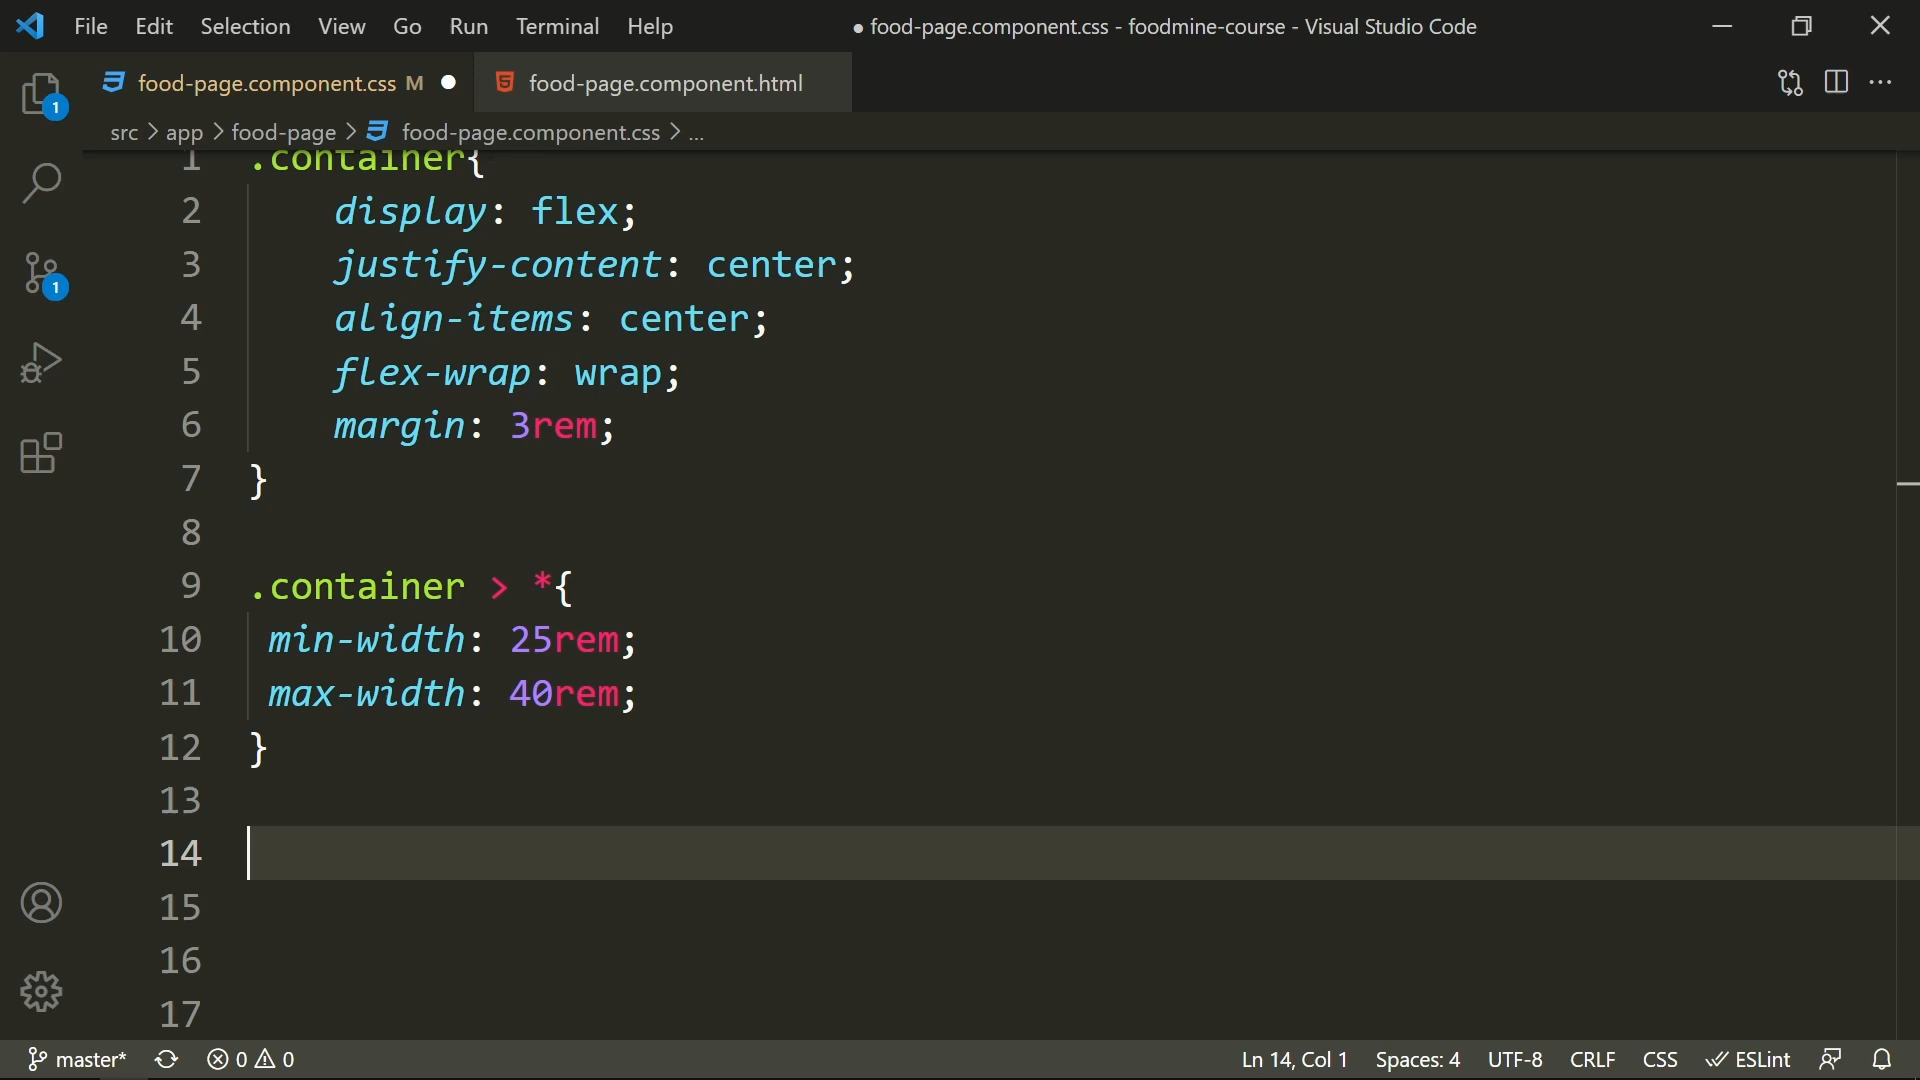 File Edit Selection View Go Run Terminal Help
● food-page.component.css - foodmine-course - Visual Studio Code
food-page.component.css M ● food-page.component.html
1
src > app > food-page > food-page.component.css > ...
1 .container{
2 display: flex;
3 justify-content: center;
4 align-items: center;
5 flex-wrap: wrap;
6 margin: 3rem;
7 }
8
9 .container > *{
10 min-width: 25rem;
11 max-width: 40rem;
12 }
13
14
15
16
17
1
master* 0 0 Ln 14, Col 1 Spaces: 4 UTF-8 CRLF CSS ESLint